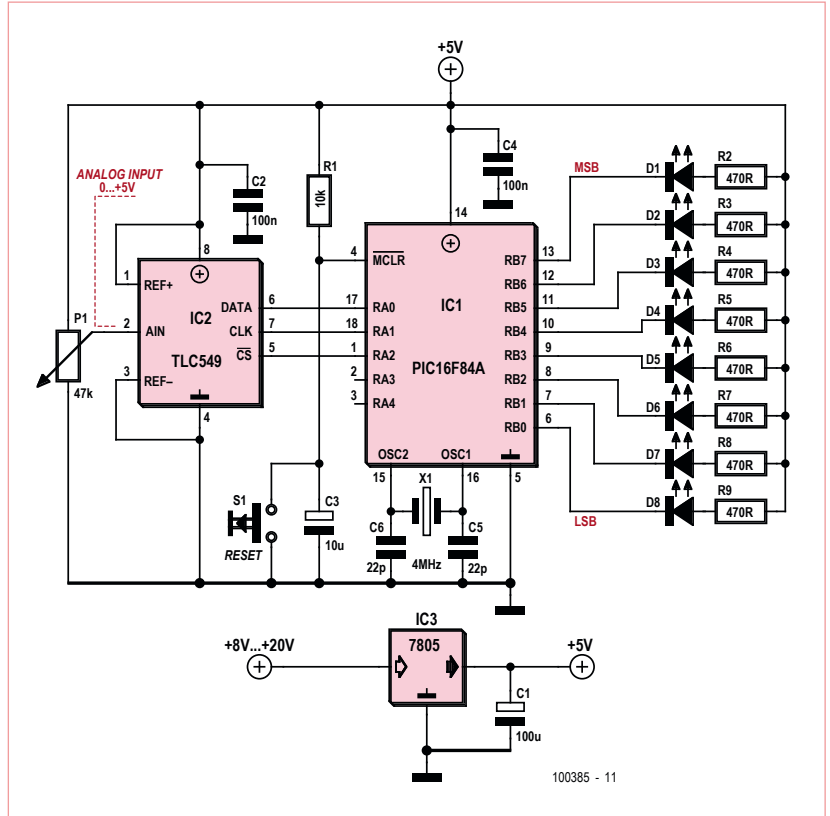 +5V
ANALOG INPUT
0...+5V
C2
100n
R1
10k
C4
100n
MSB
D1
R2
470R
D2
R3
470R
D3
R4
470R
D4
R5
470R
D5
R6
470R
D6
R7
470R
D7
R8
470R
D8
R9
470R
LSB
P1
47k
8
1
REF+
2
AIN
3
REF–
4
IC2
TLC549
DATA
6
CLK
7
CS
5
14
4
MCLR
17
RA0
18
RA1
1
RA2
2
RA3
3
RA4
IC1
PIC16F84A
RB7
13
RB6
12
RB5
11
RB4
10
RB3
9
RB2
8
RB1
7
RB0
6
OSC2
OSC1
15
16
5
S1
RESET
C3
10u
X1
4MHz
C6
22p
C5
22p
IC3
7805
+8V...+20V
+5V
C1
100u
100385 - 11